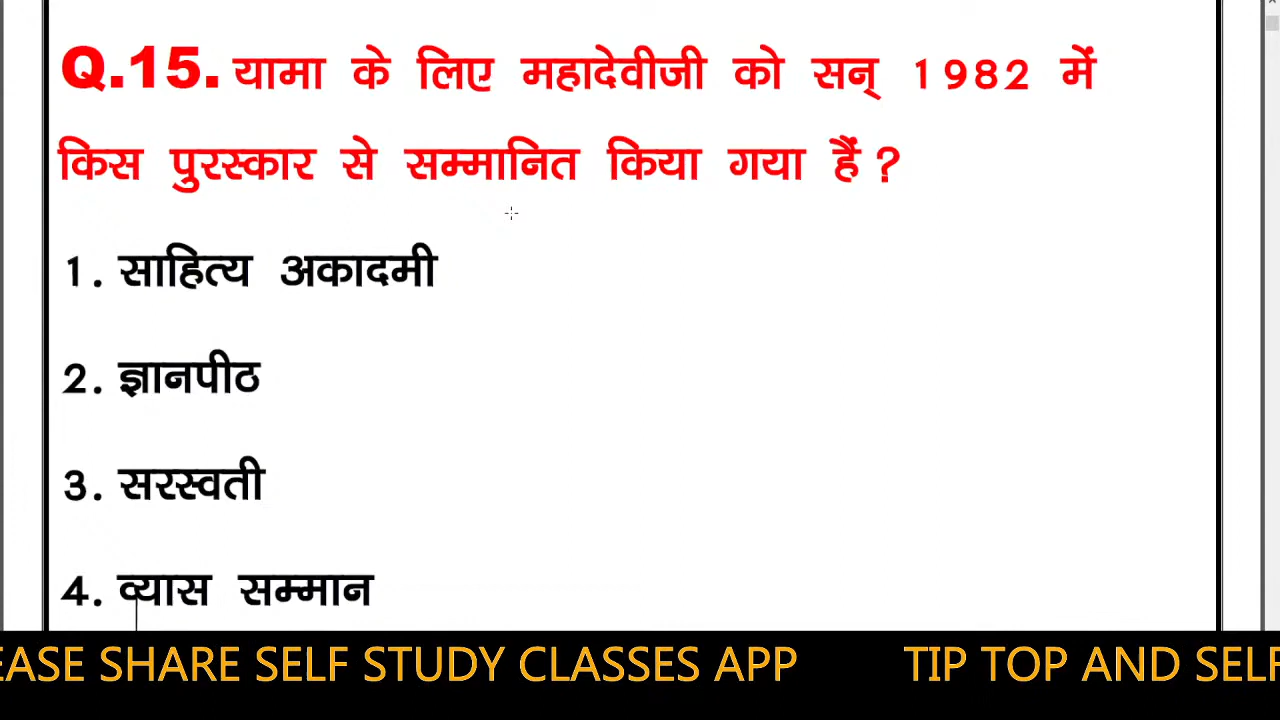 Q.15. यामा के लिए महादेवीजी को सन् 1982 में
किस पुरस्कार से सम्मानित किया गया हैं ?
1. साहित्य अकादमी
2. ज्ञानपीठ
3. सरस्वती
4. व्यास सम्मान
EASE SHARE SELF STUDY CLASSES APP TIP TOP AND SELF